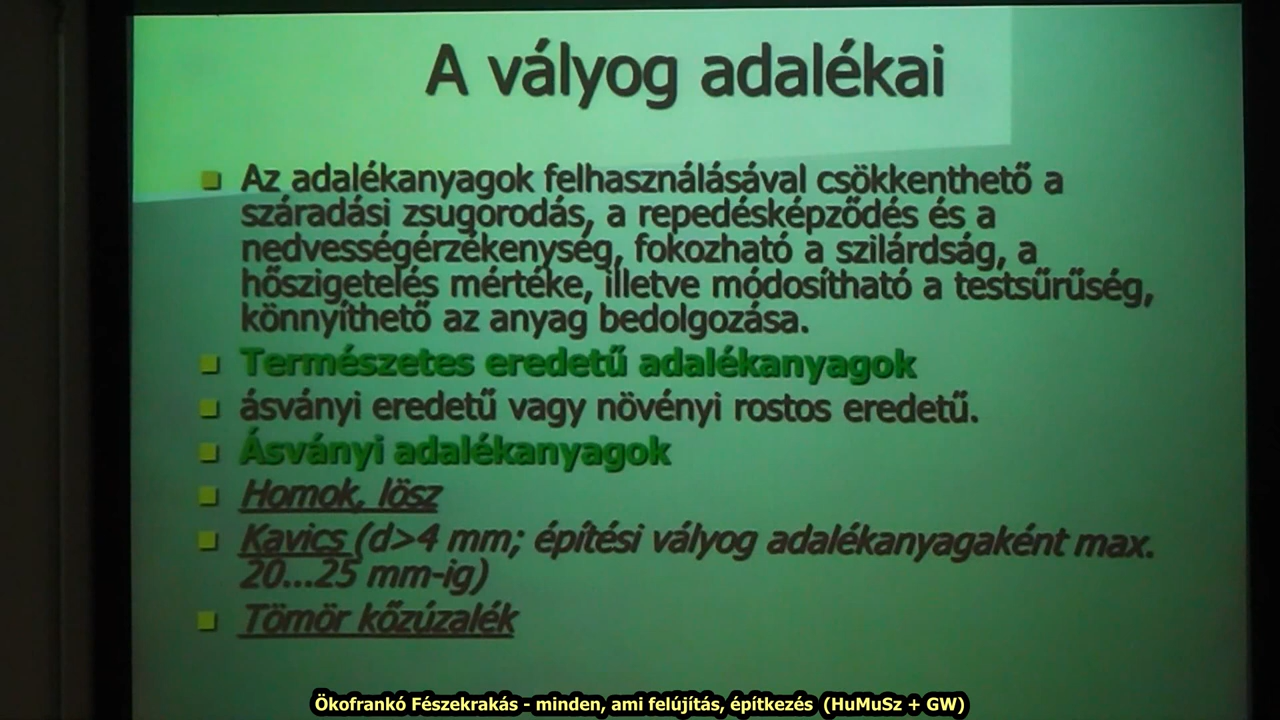 A vályog adalékai
Az adalékanyagok felhasználásával csökkenthető a
száradási zsugorodás, a repedésképződés és a
nedvességérzékenység, fokozható a szilárdság, a
hőszigetelés mértéke, illetve módosítható a testsűrűség,
könnyíthető az anyag bedolgozása.
Természetes eredetű adalékanyagok
ásványi eredetű vagy növényi rostos eredetű.
Ásványi adalékanyagok
Homok, lösz
Kavics (d>4 mm; építési vályog adalékanyagaként max.
20...25 mm-ig)
Tömör kőzúzalék
Ökofrankó Fészekrakás - minden, ami felújítás, építkezés (HuMuSz + GW)